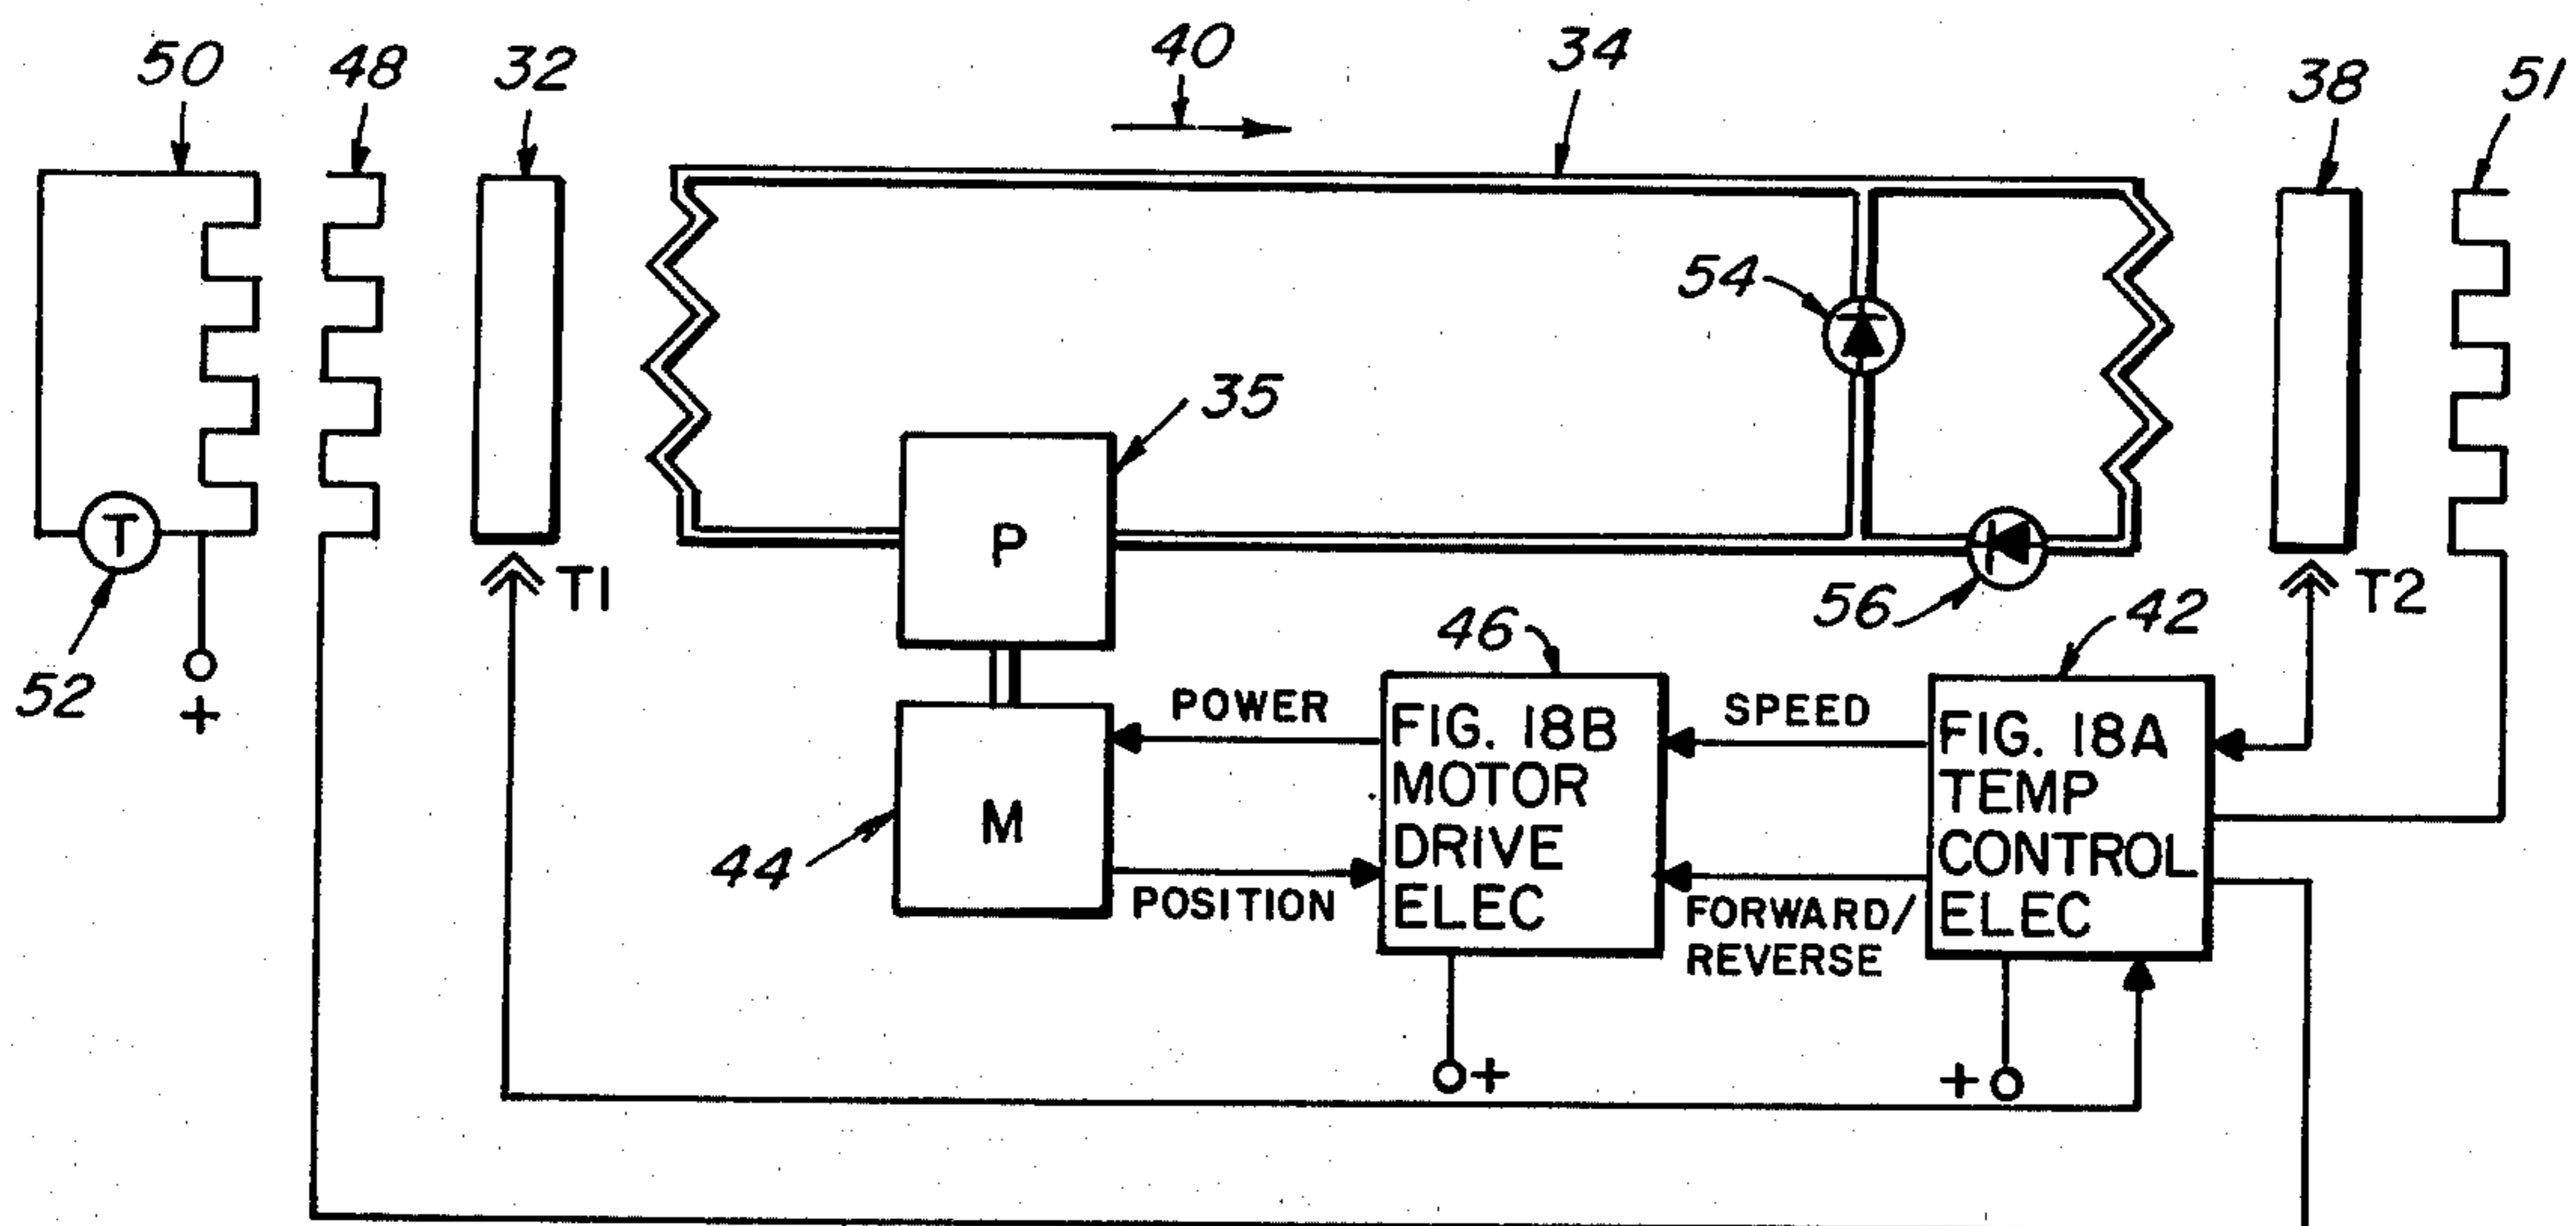 50
48
32
40
34
38
51
54
35
P
T
T1
56
T2
52
+
46
42
POWER
SPEED
M
FIG. 18B
MOTOR
DRIVE
ELEC
FIG. 18A
TEMP
CONTROL
ELEC
44
POSITION
FORWARD/
REVERSE
+
+